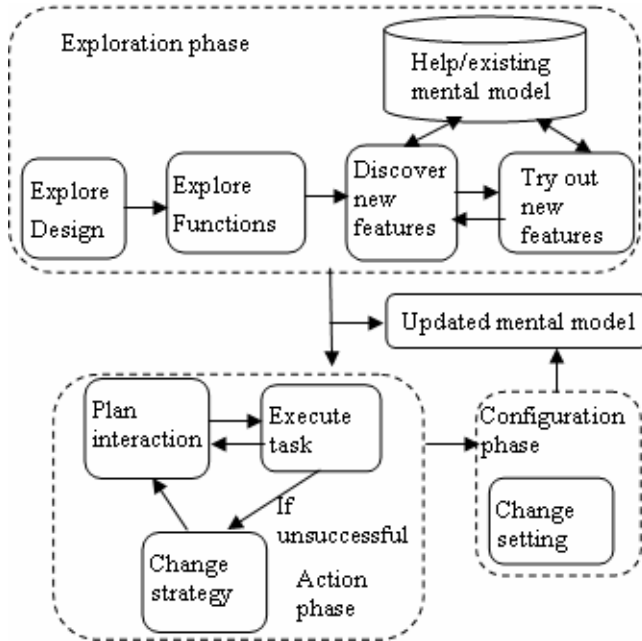 Exploration phase
Help/existing
mental model
Explore
Design
Explore
Functions
Discover
new
features
Try out
new
features
Updated mental model
Plan
interaction
Execute
task
If
unsuccessful
Change
strategy
Action
phase
Configuration
phase
Change
setting